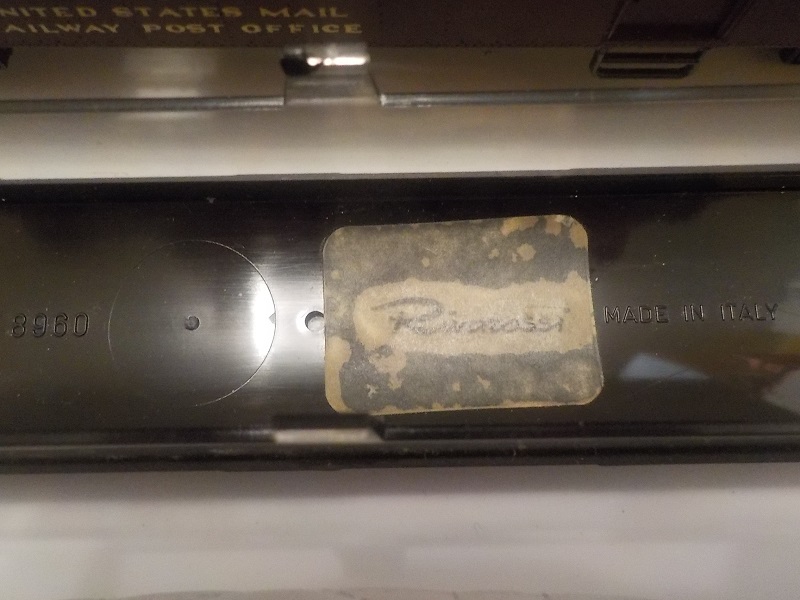 NITED STATES MAIL
AILWAY POST OFFICE
8960
Rivarossi
MADE IN ITALY